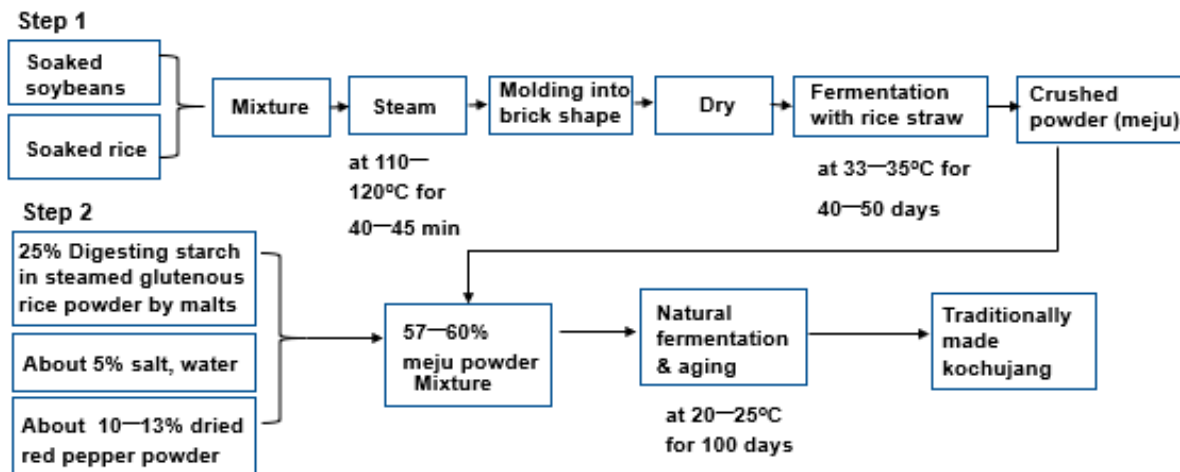 Step 1
Soaked
soybeans
Soaked rice
Mixture
Steam
at 110—
120ºC for
40—45 min
Molding into
brick shape
Dry
Fermentation
with rice straw
at 33—35ºC for
40—50 days
Crushed
powder (meju)
Step 2
25% Digesting starch
in steamed glutenous
rice powder by malts
About 5% salt, water
About 10—13% dried
red pepper powder
57—60%
meju powder
Mixture
Natural
fermentation
& aging
at 20—25ºC
for 100 days
Traditionally
made
kochujang